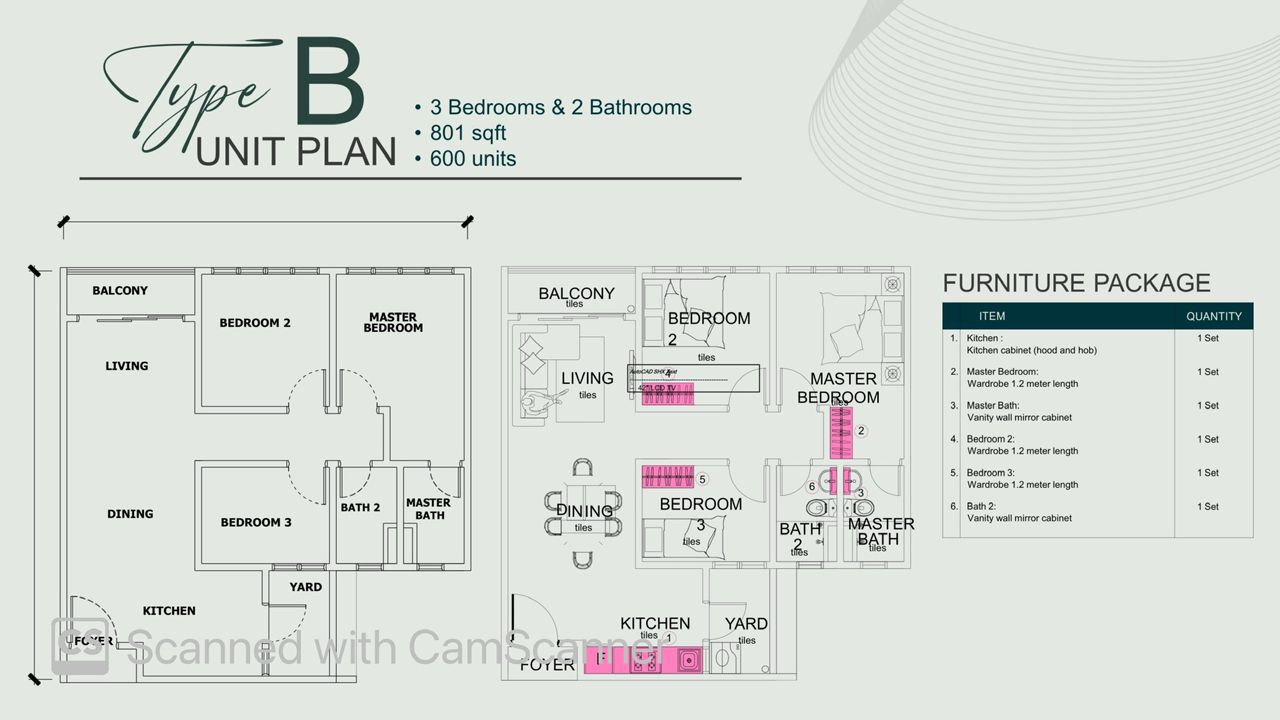 Type B
UNIT PLAN
• 3 Bedrooms & 2 Bathrooms
• 801 sqft
• 600 units
BALCONY
BEDROOM 2
MASTER
BEDROOM
LIVING
DINING
BEDROOM 3
BATH 2
MASTER
BATH
YARD
KITCHEN
FOYER
BALCONY
tiles
BEDROOM
2
tiles
LIVING
tiles
AutoCAD SHX Text
42" LCD TV
4
MASTER
BEDROOM
tiles
2
5
BEDROOM
3
tiles
DINING
tiles
6
3
BATH
2
tiles
MASTER
BATH
tiles
KITCHEN
tiles 1
YARD
tiles
FOYER
F
FURNITURE PACKAGE
ITEM QUANTITY
1. Kitchen : 1 Set
Kitchen cabinet (hood and hob)
2. Master Bedroom: 1 Set
Wardrobe 1.2 meter length
3. Master Bath: 1 Set
Vanity wall mirror cabinet
4. Bedroom 2: 1 Set
Wardrobe 1.2 meter length
5. Bedroom 3: 1 Set
Wardrobe 1.2 meter length
6. Bath 2: 1 Set
Vanity wall mirror cabinet
CS Scanned with CamScanner